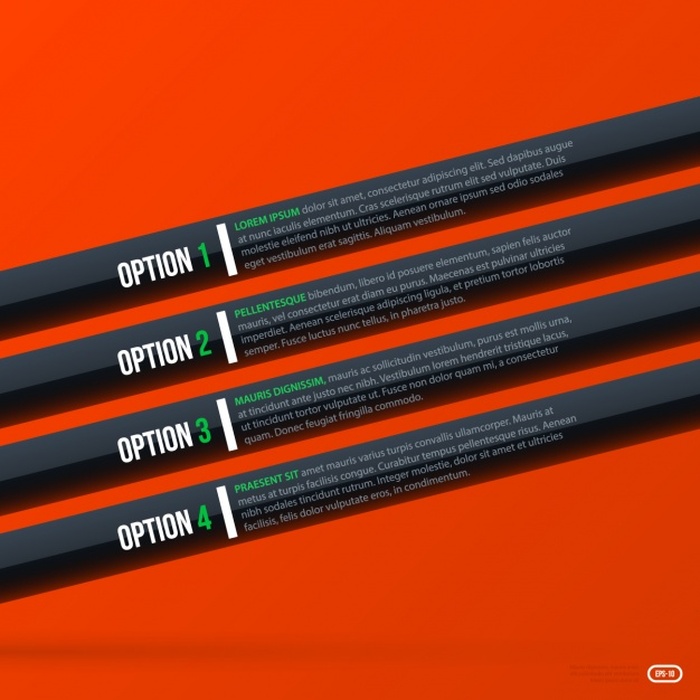 OPTION 1
LOREM IPSUM dolor sit amet, consectetur adipiscing elit. Sed dapibus augue
at nunc iaculis elementum. Cras scelerisque rutrum elit sed vulputate. Duis
molestie eleifend nibh ut ultricies. Aenean ornare ipsum sed odio sodales
eget vestibulum erat sagittis. Aliquam vestibulum.
OPTION 2
PELLENTESQUE bibendum, libero id posuere elementum, sapien felis auctor
mauris, vel consectetur erat diam eu purus. Maecenas est pulvinar ultricies
imperdiet. Aenean scelerisque adipiscing ligula, et pretium tortor lobortis
semper. Fusce luctus nunc tellus, in pharetra justo.
OPTION 3
MAURIS DIGNISSIM, mauris ac sollicitudin vestibulum, purus est mollis urna,
at tincidunt ante justo nec nibh. Vestibulum lorem hendrerit tristique lacus,
ut tincidunt tortor vulputate ut. Fusce non dolor quam mi, a consectetur
quam. Donec feugiat fringilla commodo.
OPTION 4
PRAESENT SIT amet mauris varius turpis convallis ullamcorper. Mauris at
metus at turpis facilisis congue. Curabitur tempus pellentesque risus. Aenean
nibh sodales tincidunt rutrum. Integer molestie, dolor sit amet et ultricies
facilisis, felis dolor vulputate eros, in condimentum.
EPS·10